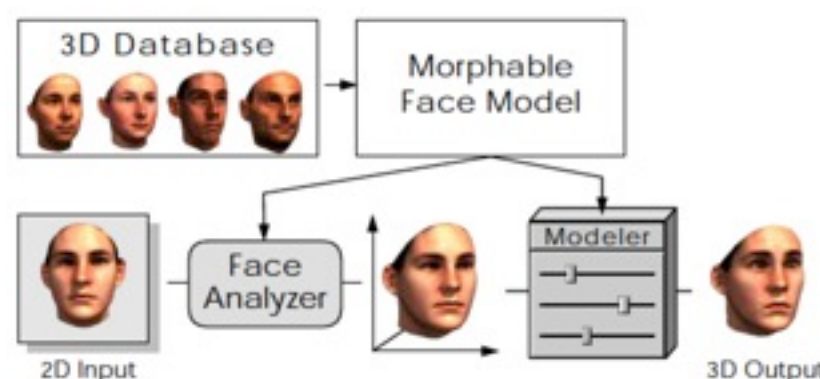 3D Database
Morphable
Face Model
Face
Analyzer
Modeler
2D Input
3D Output